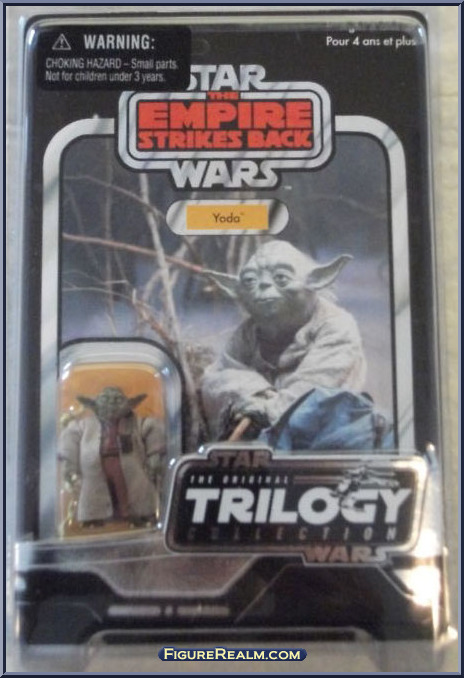 WARNING:
CHOKING HAZARD – Small parts.
Not for children under 3 years.
Pour 4 ans et plus
STAR
THE
EMPIRE
STRIKES BACK
WARS
Yoda™
STAR
THE ORIGINAL
TRILOGY
COLLECTION
WARS
FIGUREREALM.COM